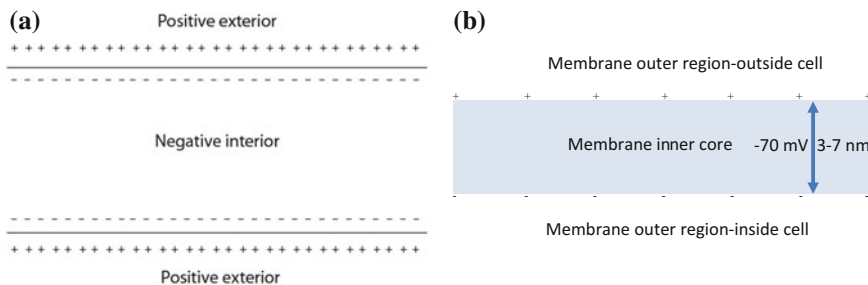 (a)
Positive exterior
+ + + + + + + + + + + + + + + + + + + + + + + + + + +
- - - - - - - - - - - - - - - - - - - - - - - - -
Negative interior
- - - - - - - - - - - - - - - - - - - - - - - - -
+ + + + + + + + + + + + + + + + + + + + + + + + + + +
Positive exterior
(b)
Membrane outer region-outside cell
+ + + + + + +
Membrane inner core -70 mV 3-7 nm
- - - - - - -
Membrane outer region-inside cell